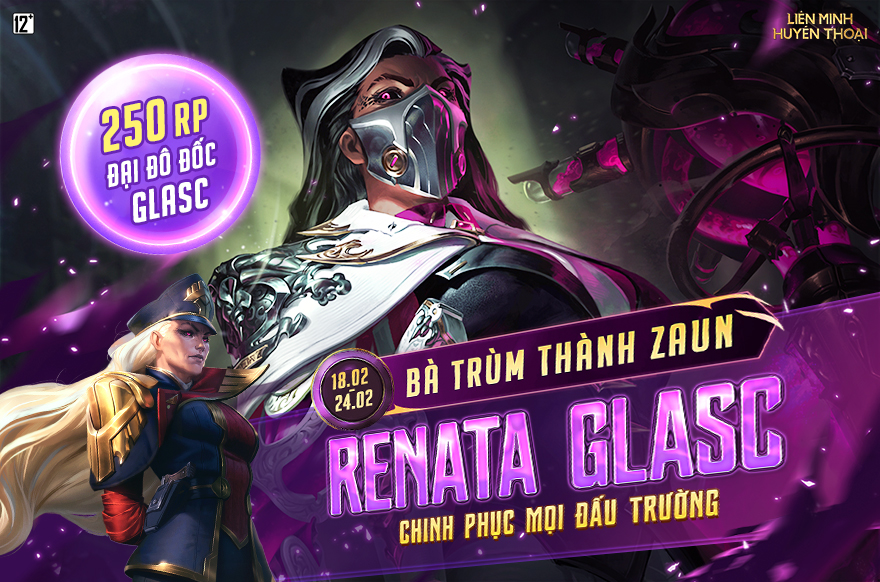 12+
LIÊN MINH
HUYỀN THOẠI
250 RP
ĐẠI ĐÔ ĐỐC
GLASC
18.02
-
24.02
BÀ TRÙM THÀNH ZAUN
RENATA GLASC
CHINH PHỤC MỌI ĐẤU TRƯỜNG